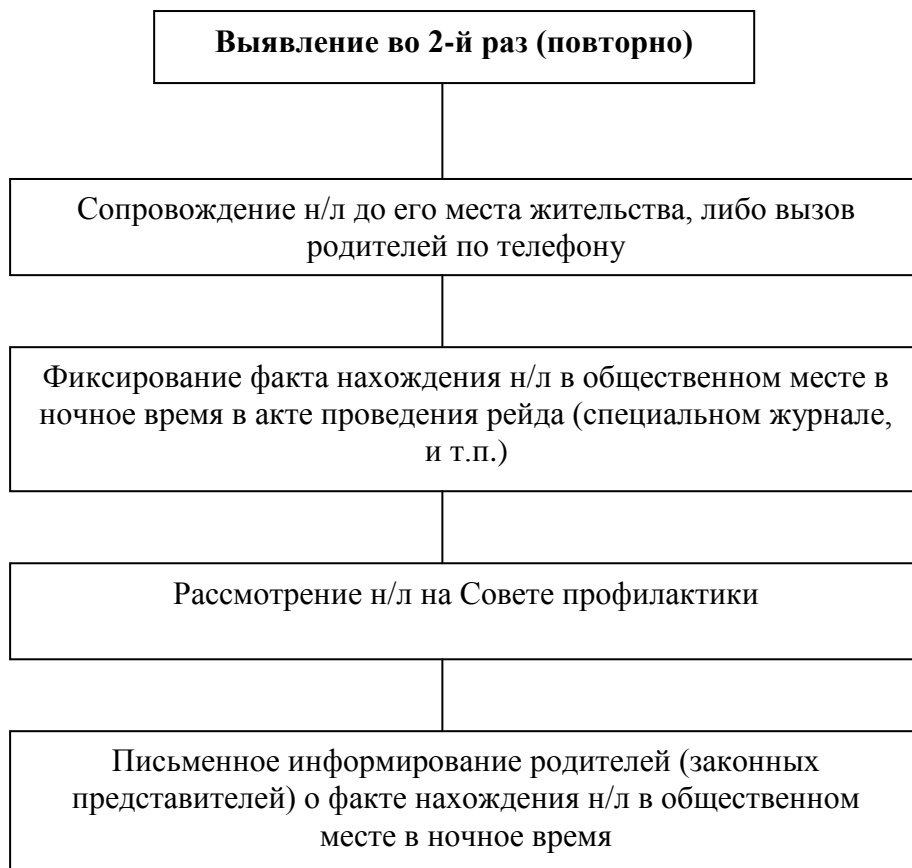 Выявление во 2-й раз (повторно)
Сопровождение н/л до его места жительства, либо вызов
родителей по телефону
Фиксирование факта нахождения н/л в общественном месте в
ночное время в акте проведения рейда (специальном журнале,
и т.п.)
Рассмотрение н/л на Совете профилактики
Письменное информирование родителей (законных
представителей) о факте нахождения н/л в общественном
месте в ночное время